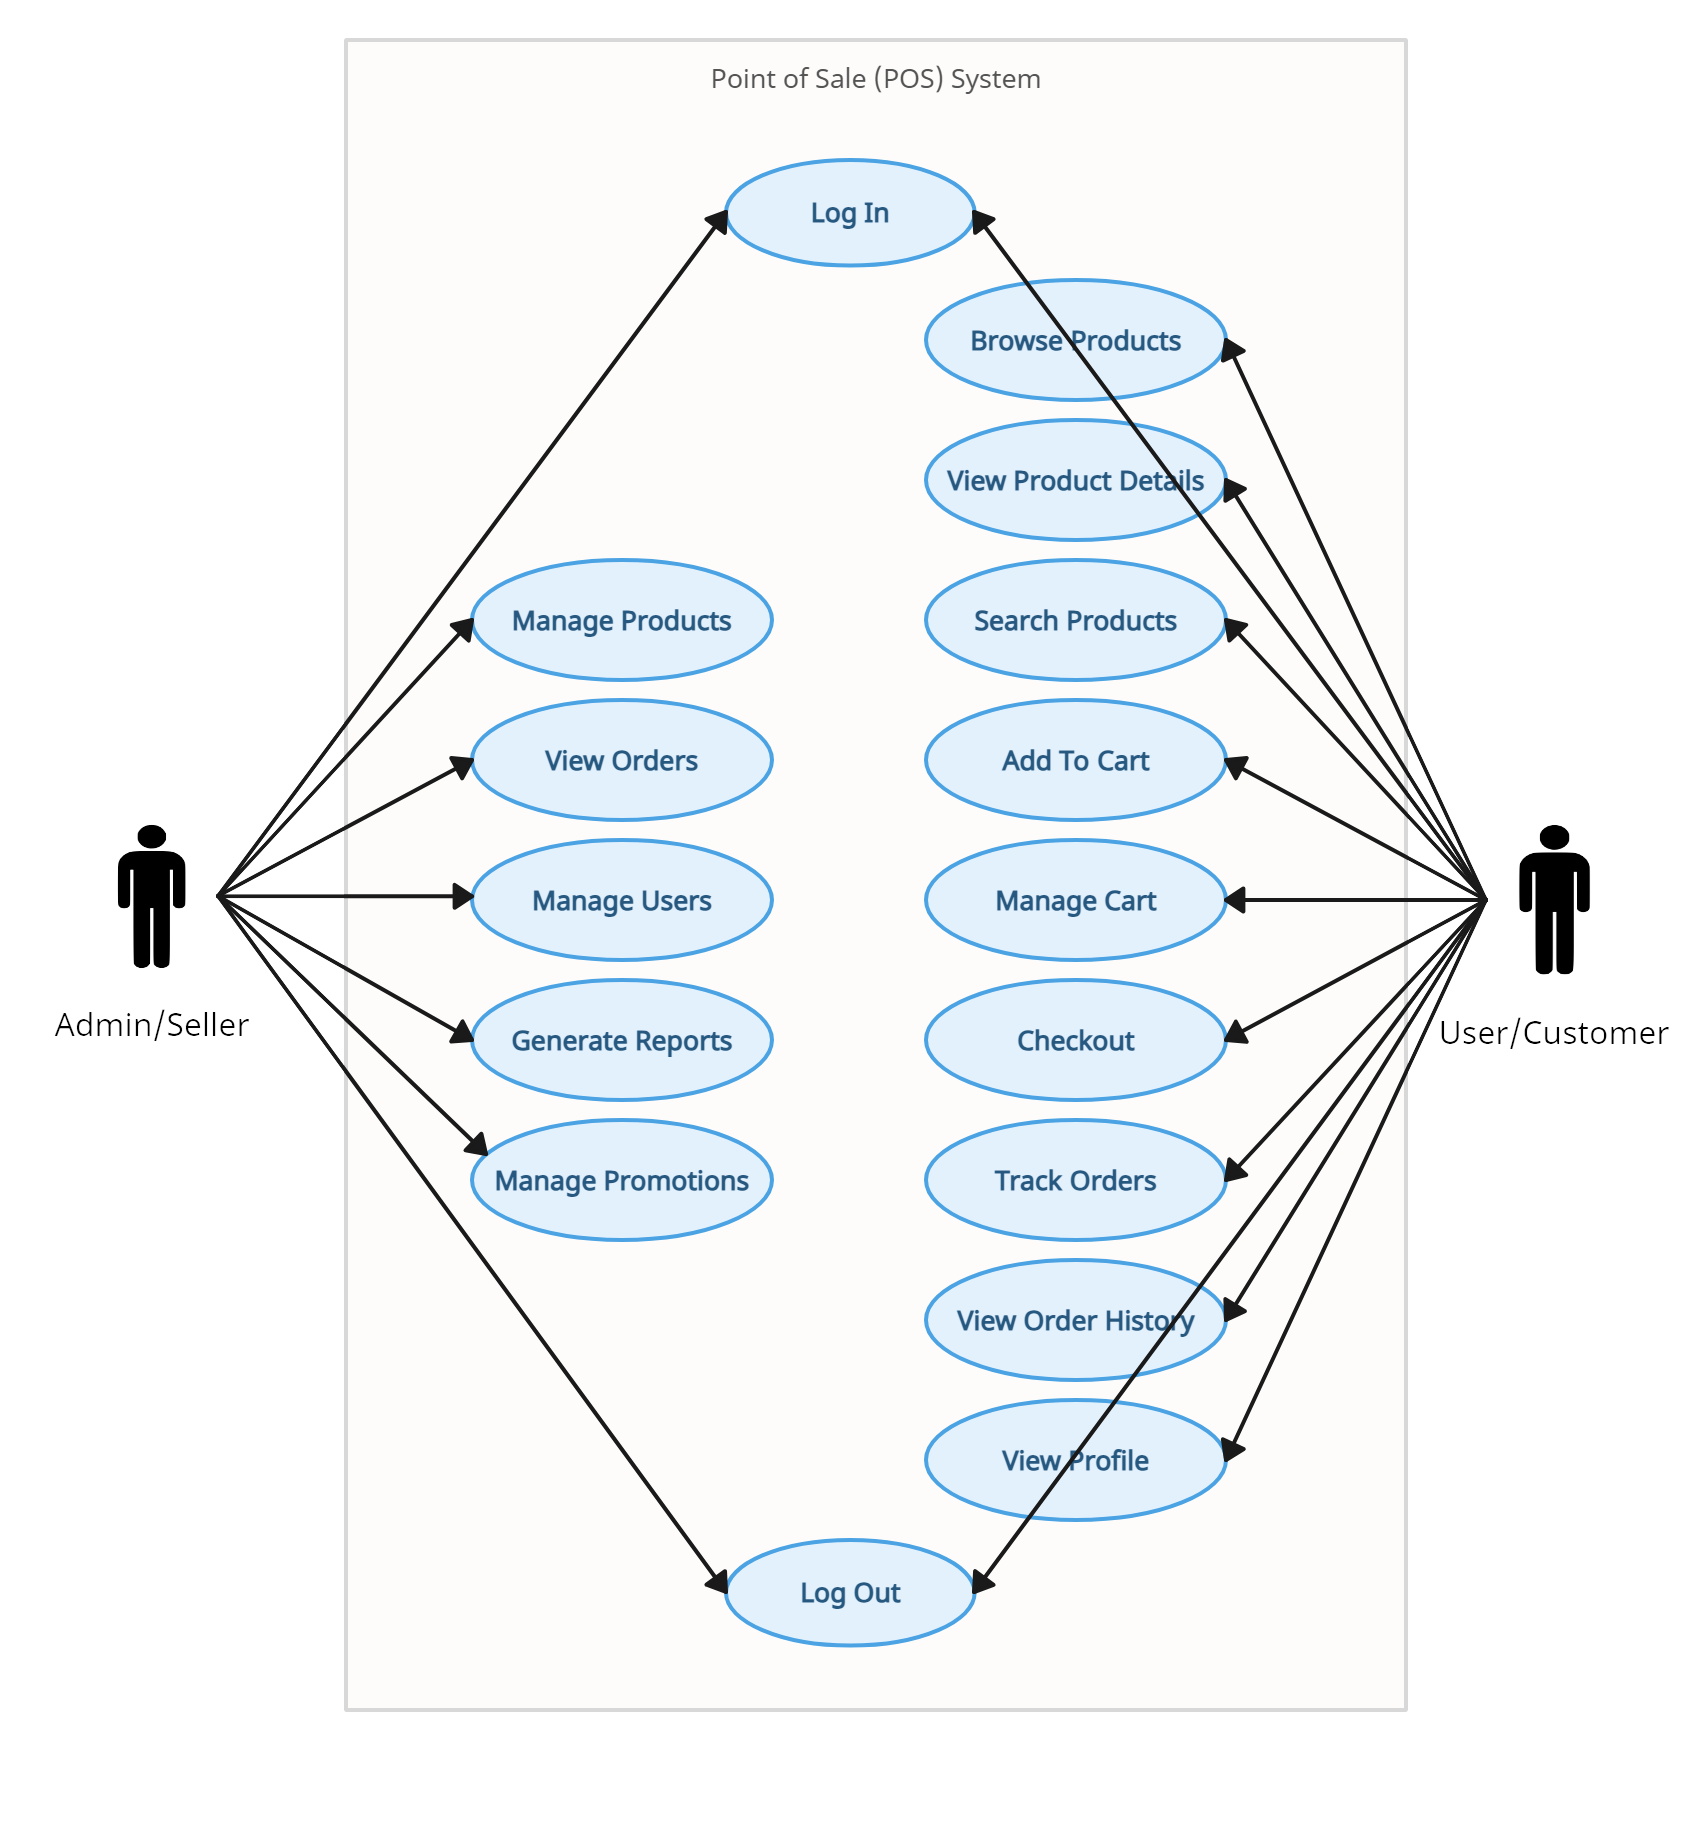 Point of Sale (POS) System
Log In
Browse Products
View Product Details
Manage Products
Search Products
View Orders
Add To Cart
Manage Users
Manage Cart
Admin/Seller
User/Customer
Generate Reports
Checkout
Manage Promotions
Track Orders
View Order History
View Profile
Log Out